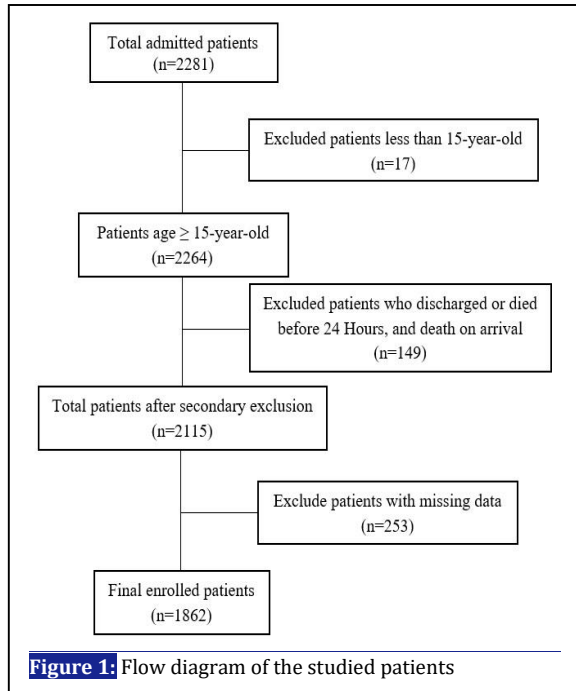 Total admitted patients
(n=2281)
Excluded patients less than 15-year-old
(n=17)
Patients age ≥ 15-year-old
(n=2264)
Excluded patients who discharged or died
before 24 Hours, and death on arrival
(n=149)
Total patients after secondary exclusion
(n=2115)
Exclude patients with missing data
(n=253)
Final enrolled patients
(n=1862)
Figure 1: Flow diagram of the studied patients